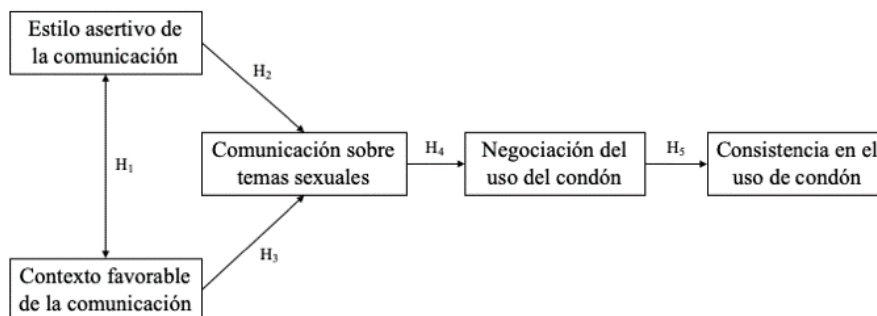 Estilo asertivo de
la comunicación
H₂
H₁
Comunicación sobre
temas sexuales
H₄
Negociación del
uso del condón
H₅
Consistencia en el
uso de condón
H₃
Contexto favorable
de la comunicación